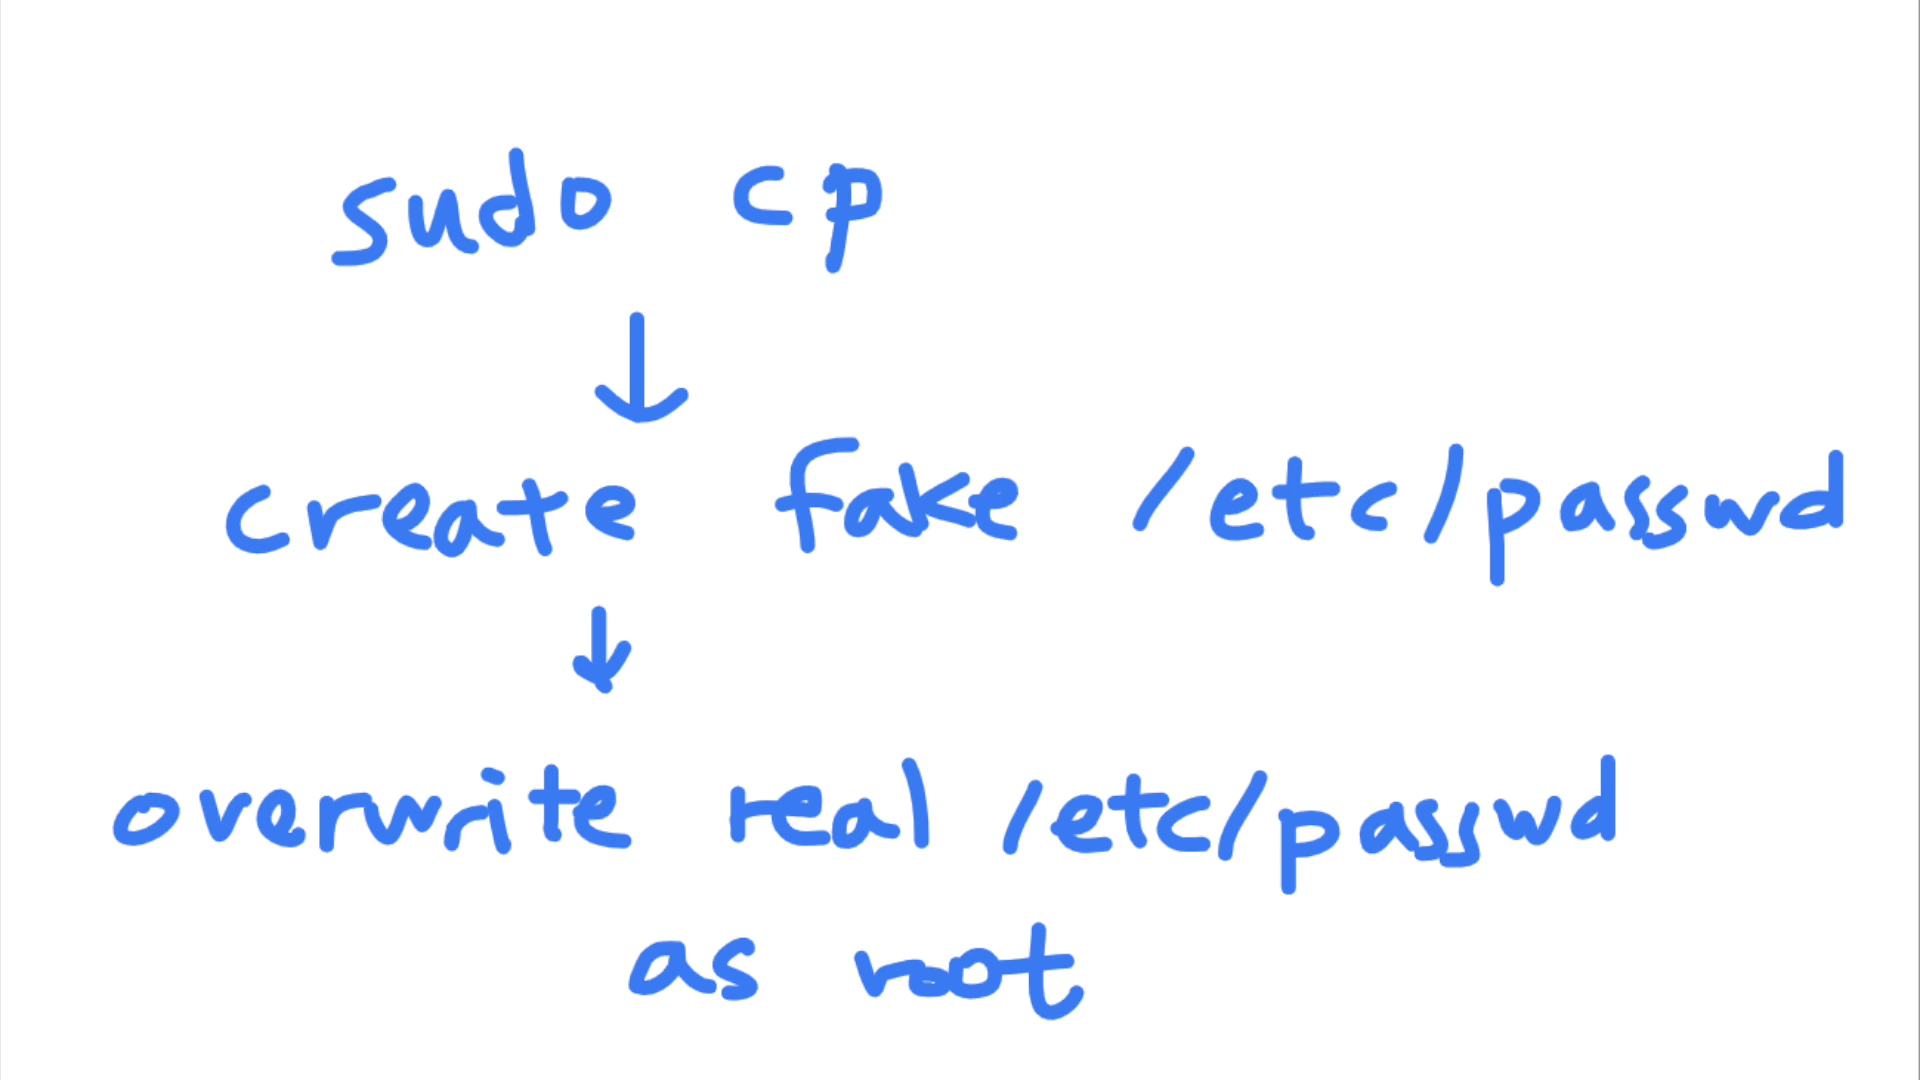 sudo cp
↓
create fake /etc/passwd
↓
overwrite real /etc/passwd
as root